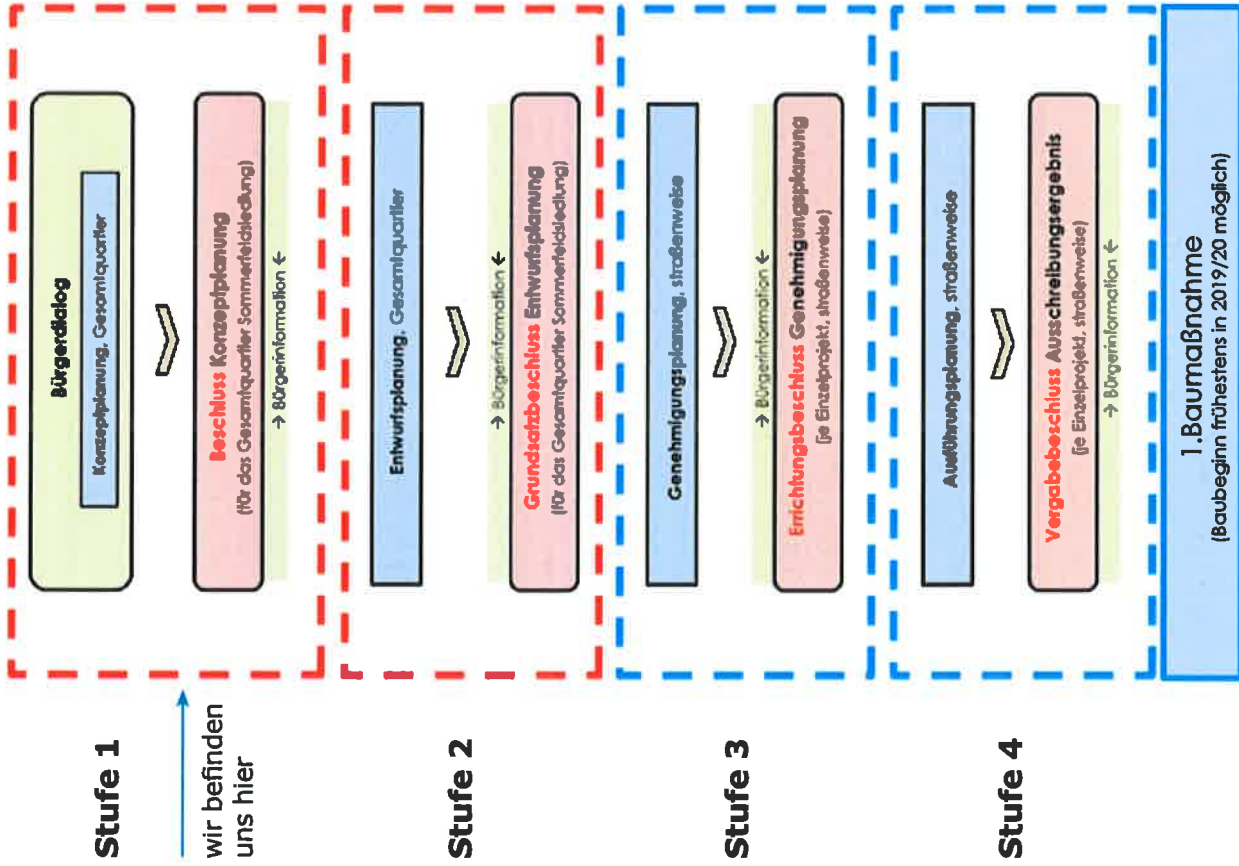 Stufe 1
wir befinden
uns hier
Bürgerdialog
Konzeptplanung, Gesamtquartier
Beschluss Konzeptplanung
(für das Gesamtquartier Sommerfeldsiedlung)
→ Bürgerinformation ←
Stufe 2
Entwurfsplanung, Gesamtquartier
→ Bürgerinformation ←
Grundsatzbeschluss Entwurfsplanung
(für das Gesamtquartier Sommerfeldsiedlung)
Stufe 3
Genehmigungsplanung, straßenweise
→ Bürgerinformation ←
Errichtungsbeschluss Genehmigungsplanung
(je Einzelprojekt, straßenweise)
Stufe 4
Ausführungsplanung, straßenweise
Vergabebeschluss Ausschreibungsergebnis
(je Einzelprojekt, straßenweise)
→ Bürgerinformation ←
1.Baumaßnahme
(Baubeginn frühestens in 2019/20 möglich)